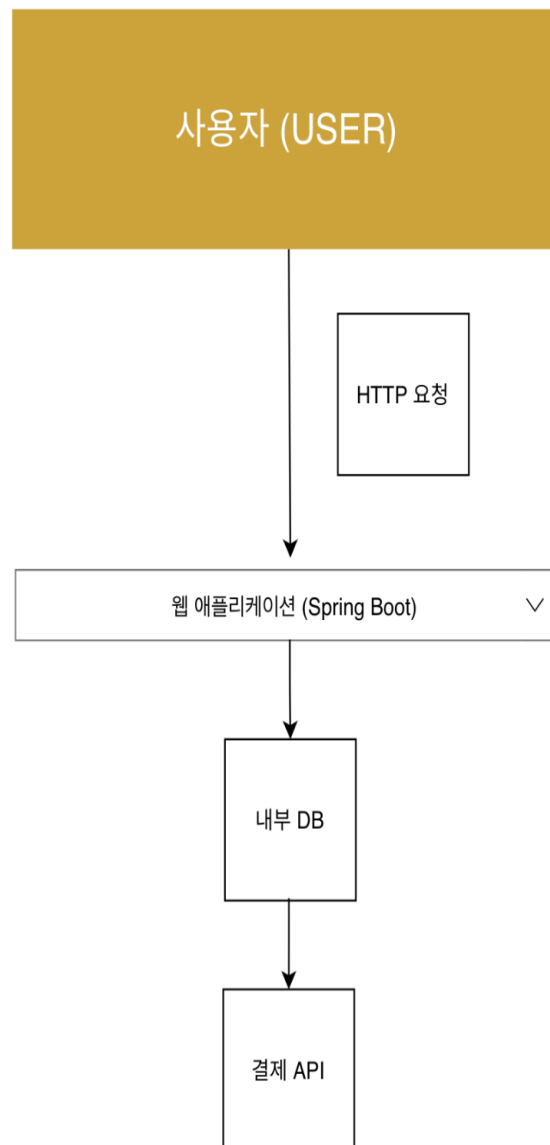 사용자 (USER)
HTTP 요청
웹 애플리케이션 (Spring Boot)
내부 DB
결제 API